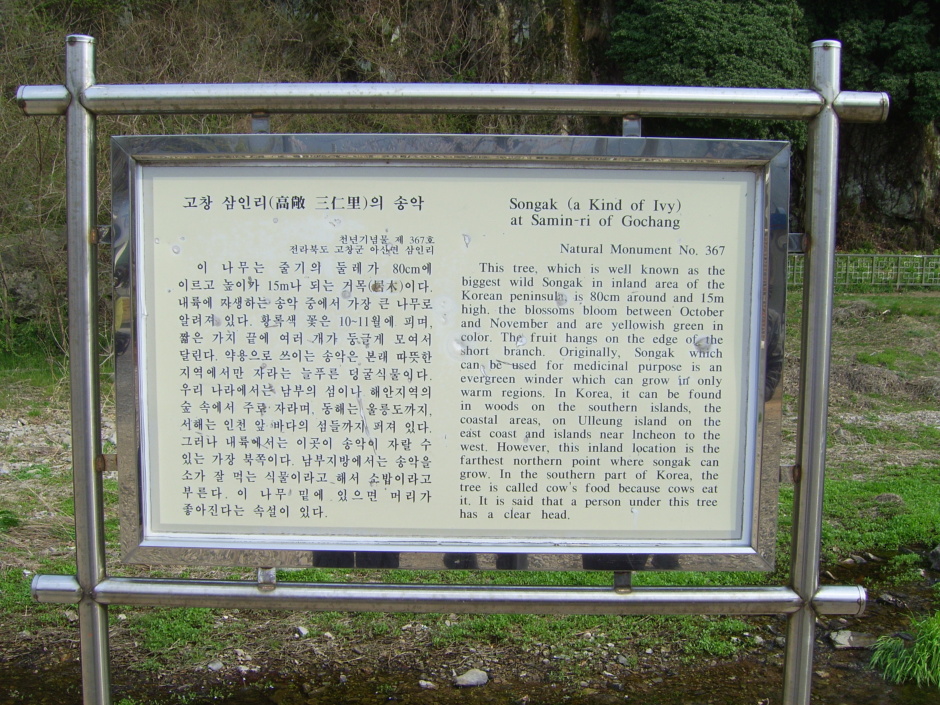 고창 삼인리(高敞 三仁里)의 송악
천년기념물 제 367호
전라북도 고창군 아산면 삼인리
이 나무는 줄기의 둘레가 80cm에
이르고 높이가 15m나 되는 거목(巨木)이다.
내륙에 자생하는 송악 중에서 가장 큰 나무로
알려져 있다. 황록색 꽃은 10~11월에 피며,
짧은 가지 끝에 여러 개가 둥글게 모여서
달린다. 약용으로 쓰이는 송악은 본래 따뜻한
지역에서만 자라는 늘푸른 덩굴식물이다.
우리 나라에서는 남부의 섬이나 해안지역의
숲 속에서 주로 자라며, 동해는 울릉도까지,
서해는 인천 앞 바다의 섬들까지 퍼져 있다.
그러나 내륙에서는 이곳이 송악이 자랄 수
있는 가장 북쪽이다. 남부지방에서는 송악을
소가 잘 먹는 식물이라고 해서 소밥이라고
부른다. 이 나무 밑에 있으면 머리가
좋아진다는 속설이 있다.
Songak (a Kind of Ivy)
at Samin-ri of Gochang
Natural Monument No. 367
This tree, which is well known as the
biggest wild Songak in inland area of the
Korean peninsula is 80cm around and 15m
high. the blossoms bloom between October
and November and are yellowish green in
color. The fruit hangs on the edge of the
short branch. Originally, Songak which
can be used for medicinal purpose is an
evergreen winder which can grow in only
warm regions. In Korea, it can be found
in woods on the southern islands, the
coastal areas, on Ulleung island on the
east coast and islands near Incheon to the
west. However, this inland location is the
farthest northern point where songak can
grow. In the southern part of Korea, the
tree is called cow's food because cows eat
it. It is said that a person under this tree
has a clear head.